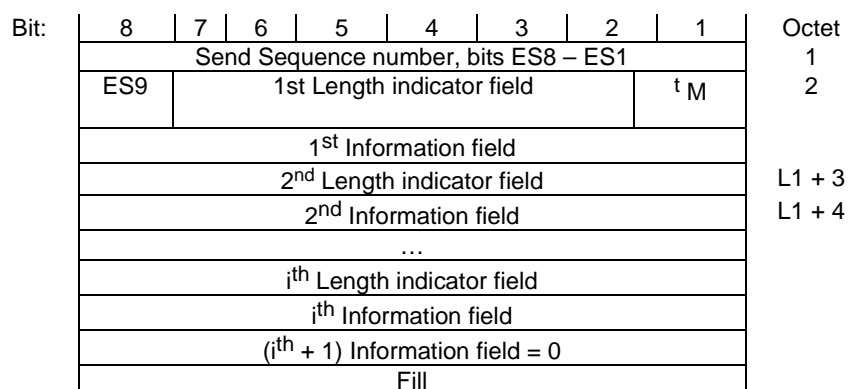 Bit: 8 7 6 5 4 3 2 1 Octet
Send Sequence number, bits ES8 – ES1 1
ES9 1st Length indicator field t M 2
1st Information field
2nd Length indicator field L1 + 3
2nd Information field L1 + 4
…
ith Length indicator field
ith Information field
(ith + 1) Information field = 0
Fill